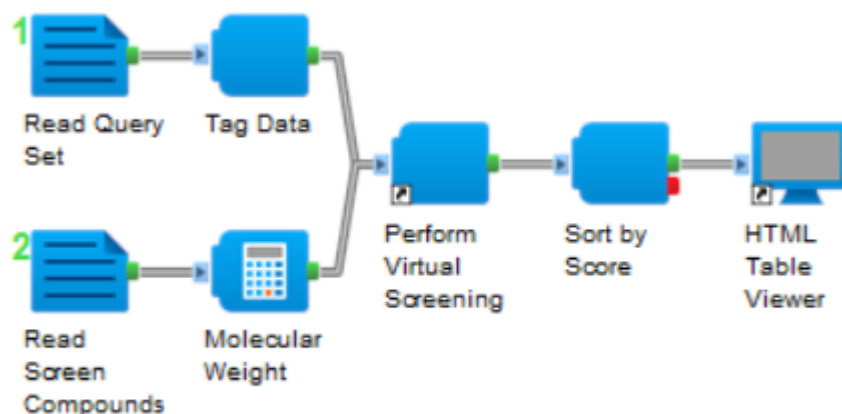 1
Read Query
Set
Tag Data
Perform
Virtual
Screening
Sort by
Score
HTML
Table
Viewer
2
Read
Screen
Compounds
Molecular
Weight